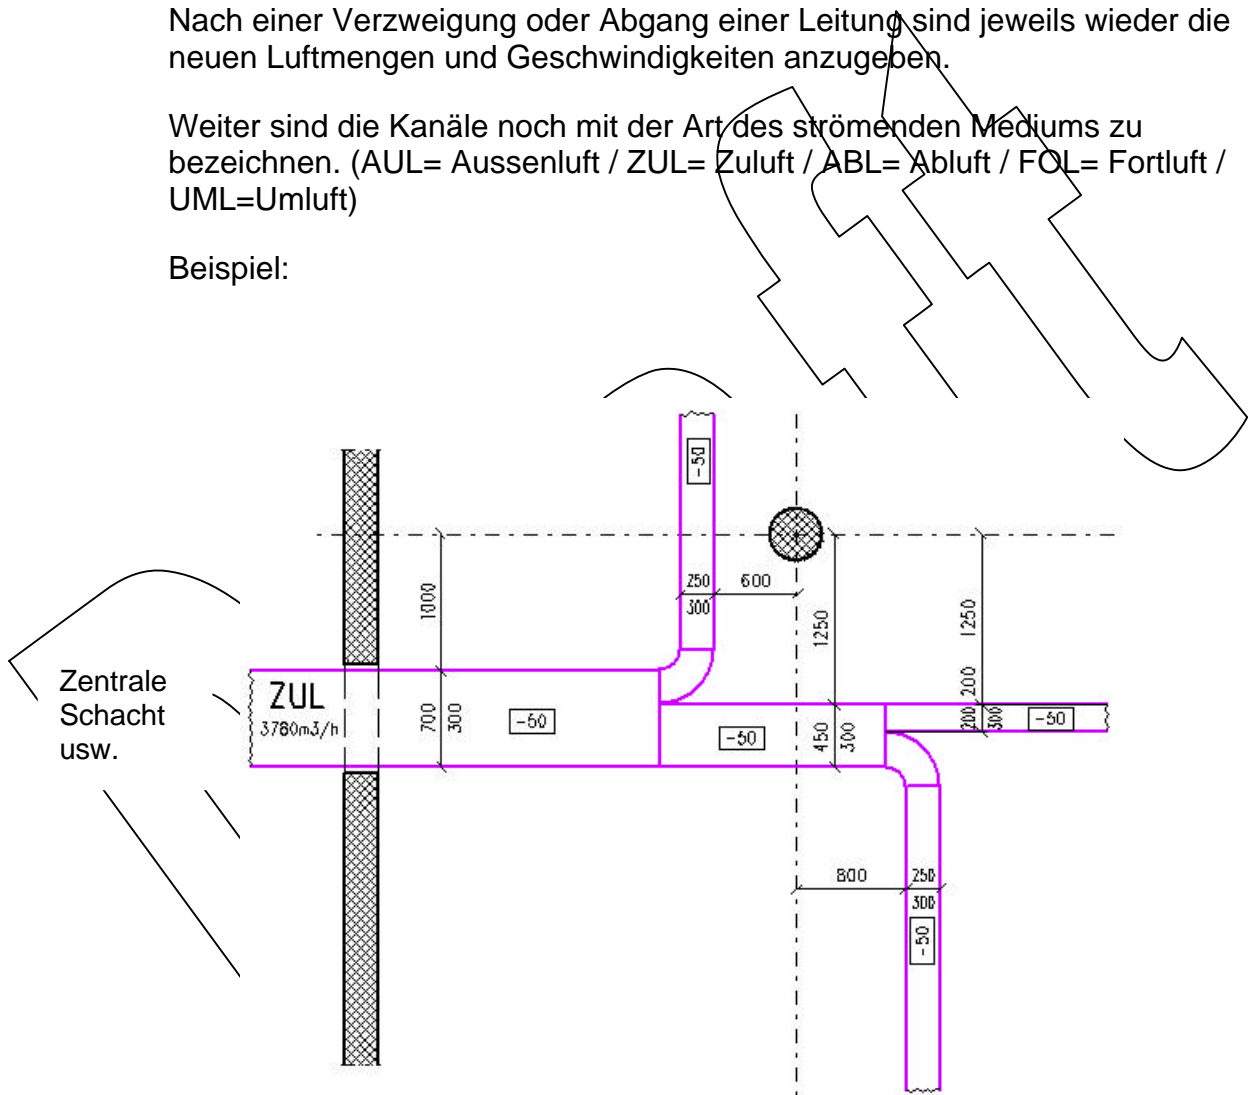 Nach einer Verzweigung oder Abgang einer Leitung sind jeweils wieder die
neuen Luftmengen und Geschwindigkeiten anzugeben.
Weiter sind die Kanäle noch mit der Art des strömenden Mediums zu
bezeichnen. (AUL= Aussenluft / ZUL= Zuluft / ABL= Abluft / FOL= Fortluft /
UML=Umluft)
Beispiel:
-50
250
600
300
1000
1250
1250
Zentrale
Schacht
usw.
ZUL
3780m3/h
700
300
-50
-50
450
300
200
200
300
-50
800
250
300
-50